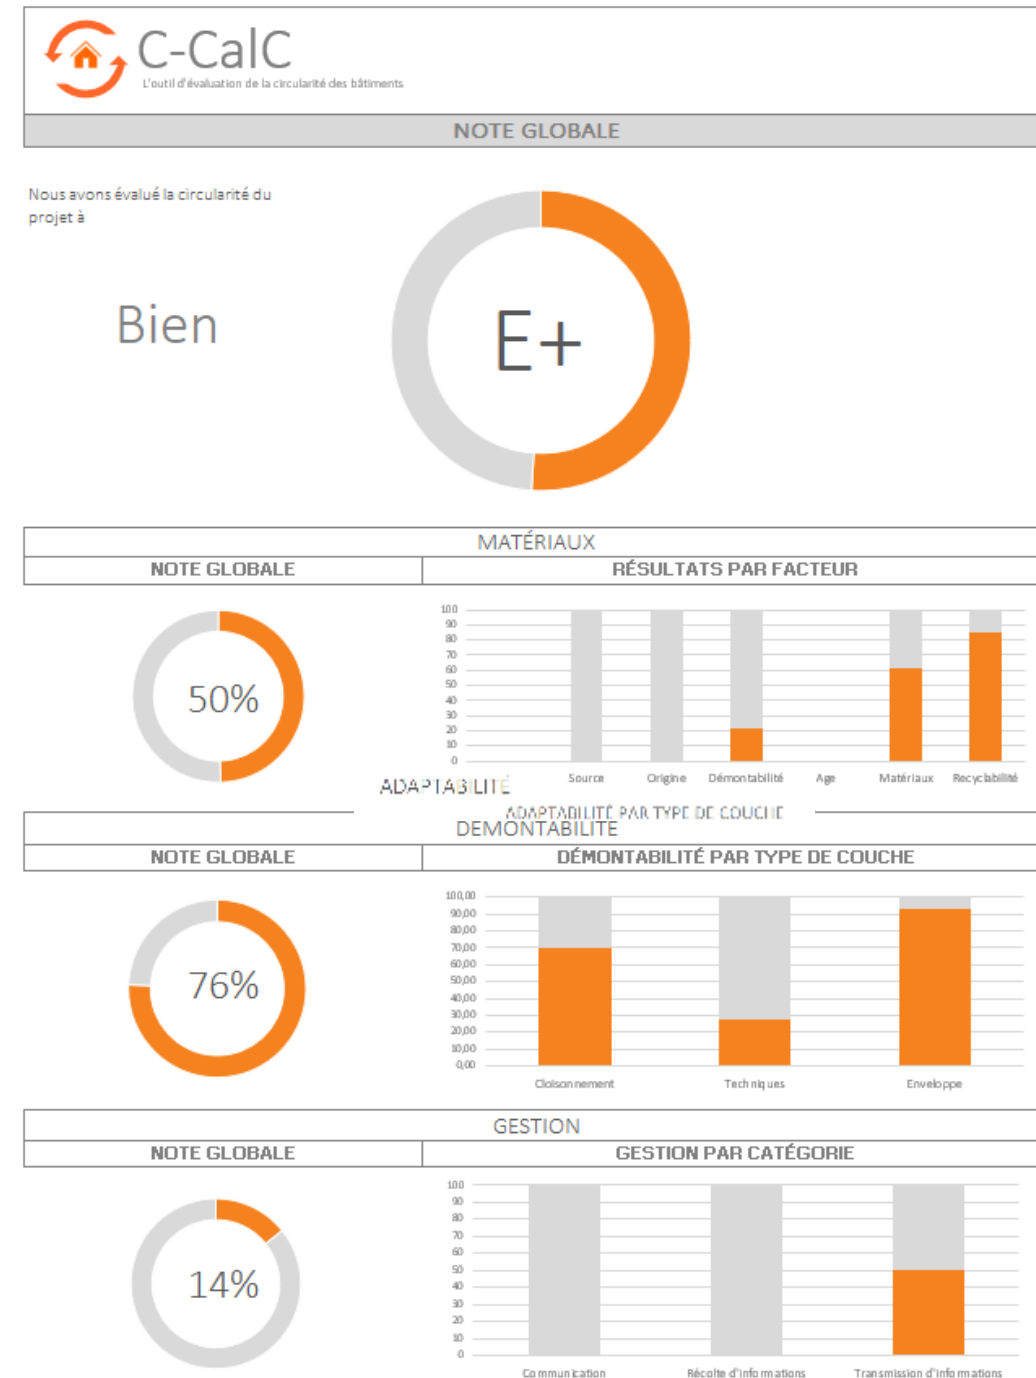 C-CalC
L'outil d'évaluation de la circularité des bâtiments
NOTE GLOBALE
Nous avons évalué la circularité du
projet à
Bien
E+
MATÉRIAUX
NOTE GLOBALE
RÉSULTATS PAR FACTEUR
50%
100
90
80
70
60
50
40
30
20
10
0
Source
Origine
Démontabilité
Age
Matériaux
Recyclabilité
ADAPTABILITÉ
ADAPTABILITÉ PAR TYPE DE COUCHE
DEMONTABILITE
NOTE GLOBALE
DÉMONTABILITÉ PAR TYPE DE COUCHE
76%
100,00
90,00
80,00
70,00
60,00
50,00
40,00
30,00
20,00
10,00
0,00
Cloisonnement
Techniques
Enveloppe
GESTION
NOTE GLOBALE
GESTION PAR CATÉGORIE
14%
100
90
80
70
60
50
40
30
20
10
0
Communication
Récolte d'informations
Transmission d'informations